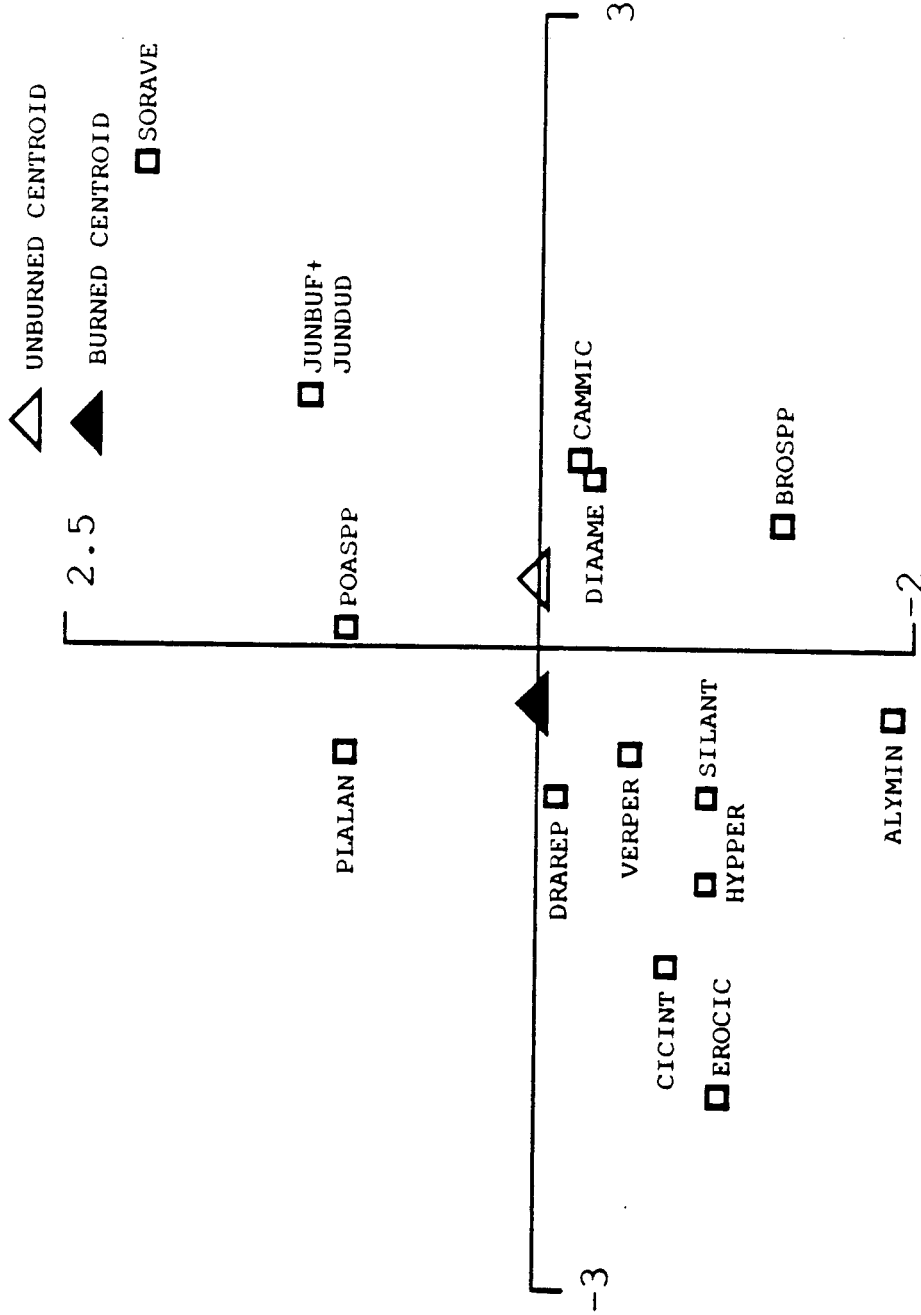 UNBURNED CENTROID
2.5
BURNED CENTROID
SORAVE
JUNBUF+
JUNDUD
PLALAN
POASPP
DRAREP
CAMMIC
DIAAME
-3
3
VERPER
CICINT
SILANT
EROCIC
HYPPER
BROSPP
ALYMIN
-2